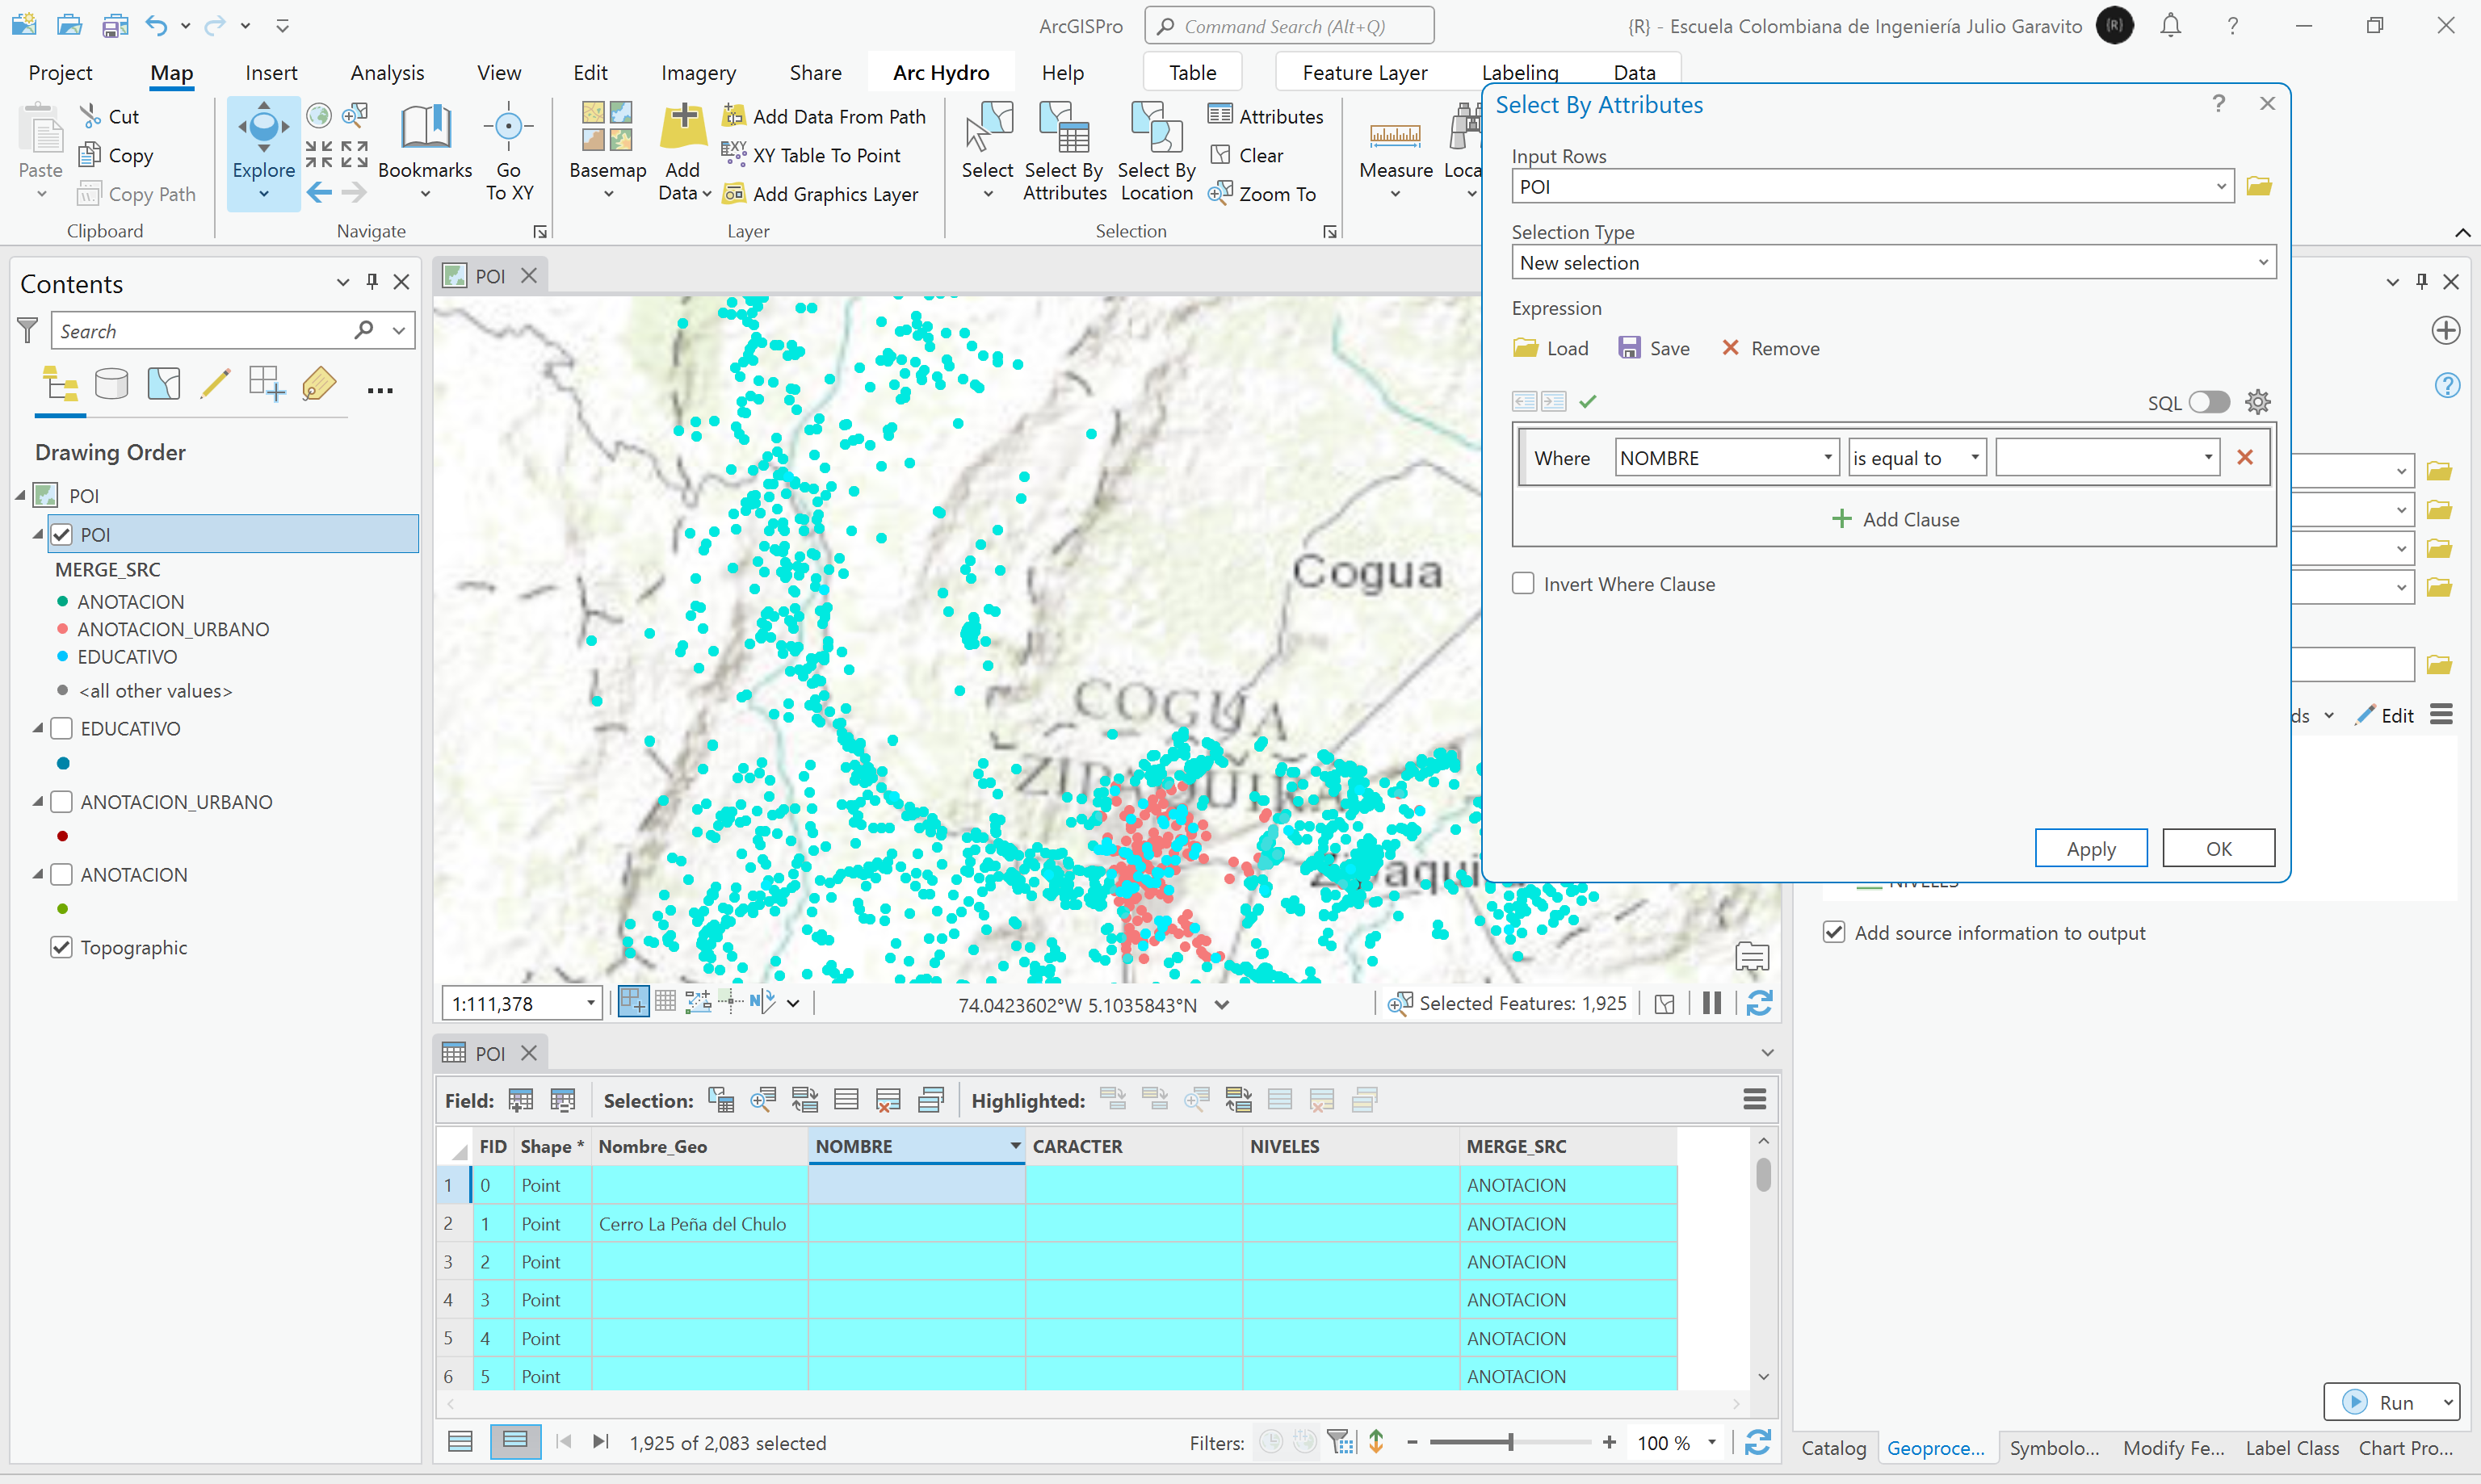 ArcGISPro
Command Search (Alt+Q)
{R} - Escuela Colombiana de Ingeniería Julio Garavito
{R}
?
Project
Map
Insert
Analysis
View
Edit
Imagery
Share
Arc Hydro
Help
Table
Feature Layer
Labeling
Data
Paste
Cut
Copy
Copy Path
Clipboard
Explore
Bookmarks
Go
To XY
Navigate
Basemap
Add
Data
Add Data From Path
XY Table To Point
Add Graphics Layer
Layer
Select
Select By
Attributes
Select By
Location
Attributes
Clear
Zoom To
Selection
Measure
Select By Attributes
?
Input Rows
POI
Selection Type
New selection
Expression
Load
Save
Remove
SQL
Where
NOMBRE
is equal to
Add Clause
Invert Where Clause
Apply
OK
Contents
Search
Drawing Order
POI
POI
MERGE_SRC
ANOTACION
ANOTACION_URBANO
EDUCATIVO
<all other values>
EDUCATIVO
ANOTACION_URBANO
ANOTACION
Topographic
POI
Cogua
COGUA
1:111,378
74.0423602°W 5.1035843°N
Selected Features: 1,925
POI
Field:
Selection:
Highlighted:
FID Shape * Nombre_Geo NOMBRE CARACTER NIVELES MERGE_SRC
1 0 Point ANOTACION
2 1 Point Cerro La Peña del Chulo ANOTACION
3 2 Point ANOTACION
4 3 Point ANOTACION
5 4 Point ANOTACION
6 5 Point ANOTACION
1,925 of 2,083 selected
Filters:
100 %
Edit
NIVELES
Add source information to output
Run
Catalog
Geoproce...
Symbolo...
Modify Fe...
Label Class
Chart Pro...